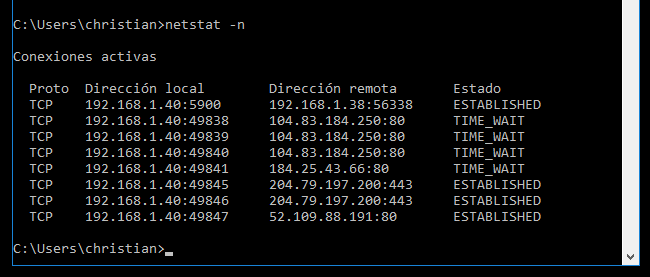 C:\Users\christian>netstat -n
Conexiones activas
Proto  Dirección local        Dirección remota       Estado
TCP    192.168.1.40:5900      192.168.1.38:56338     ESTABLISHED
TCP    192.168.1.40:49838     104.83.184.250:80      TIME_WAIT
TCP    192.168.1.40:49839     104.83.184.250:80      TIME_WAIT
TCP    192.168.1.40:49840     104.83.184.250:80      TIME_WAIT
TCP    192.168.1.40:49841     184.25.43.66:80        TIME_WAIT
TCP    192.168.1.40:49845     204.79.197.200:443     ESTABLISHED
TCP    192.168.1.40:49846     204.79.197.200:443     ESTABLISHED
TCP    192.168.1.40:49847     52.109.88.191:80       ESTABLISHED
C:\Users\christian>